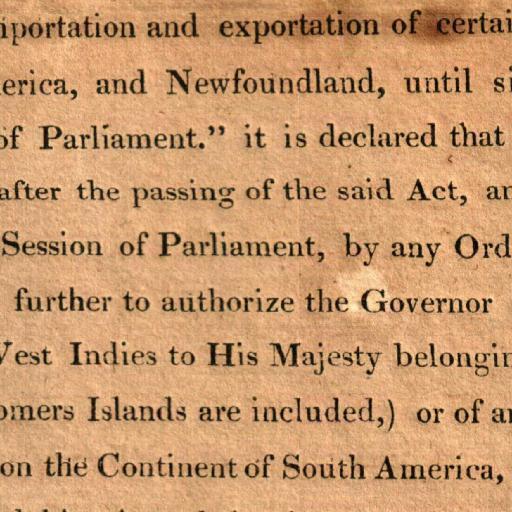 portation and exportation of certai
erica, and Newfoundland, until si
of Parliament." it is declared that
after the passing of the said Act, an
Session of Parliament, by any Ord
further to authorize the Governor
West Indies to His Majesty belongin
omers Islands are included,) or of an
on the Continent of South America,